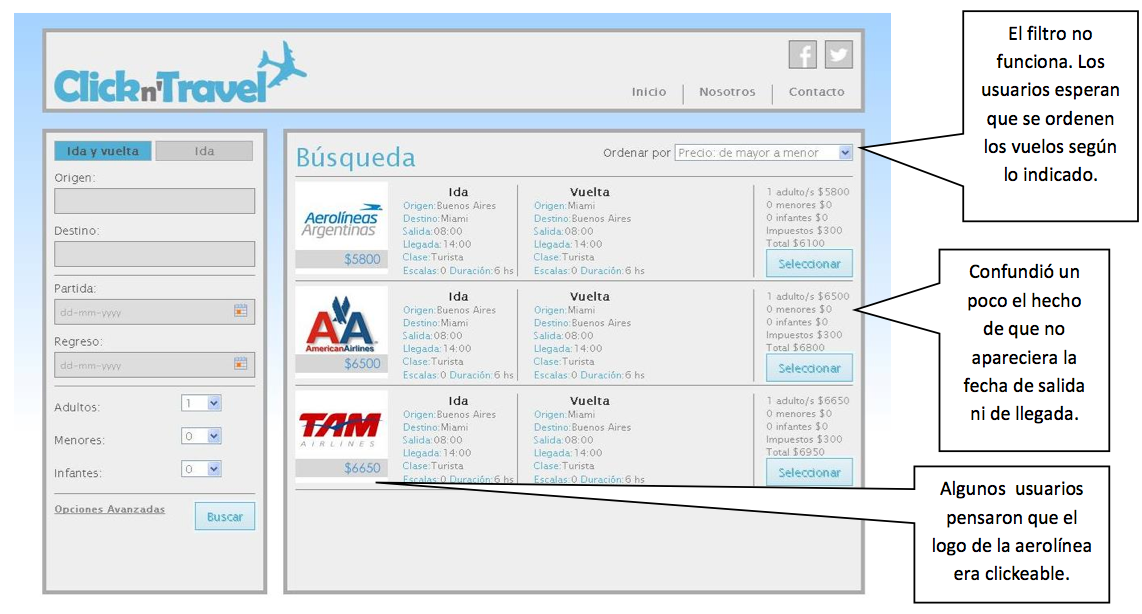 Clickn'Travel
Inicio
Nosotros
Contacto
Ida y vuelta
Ida
Origen:
Destino:
Partida:
dd-mm-yyyy
Regreso:
dd-mm-yyyy
Adultos:
1
Menores:
0
Infantes:
0
Opciones Avanzadas
Buscar
Búsqueda
Ordenar por
Precio: de mayor a menor
Aerolíneas
Argentinas
$5800
Ida
Origen:Buenos Aires
Destino:Miami
Salida:08:00
Llegada:14:00
Clase:Turista
Escalas:0 Duración:6 hs
Vuelta
Origen:Miami
Destino:Buenos Aires
Salida:08:00
Llegada:14:00
Clase:Turista
Escalas:0 Duración:6 hs
1 adulto/s $5800
0 menores $0
0 infantes $0
Impuestos $300
Total $6100
Seleccionar
AA
AmericanAirlines
$6500
Ida
Origen:Buenos Aires
Destino:Miami
Salida:08:00
Llegada:14:00
Clase:Turista
Escalas:0 Duración:6 hs
Vuelta
Origen:Miami
Destino:Buenos Aires
Salida:08:00
Llegada:14:00
Clase:Turista
Escalas:0 Duración:6 hs
1 adulto/s $6500
0 menores $0
0 infantes $0
Impuestos $300
Total $6800
Seleccionar
TAM
AIRLINES
$6650
Ida
Origen:Buenos Aires
Destino:Miami
Salida:08:00
Llegada:14:00
Clase:Turista
Escalas:0 Duración:6 hs
Vuelta
Origen:Miami
Destino:Buenos Aires
Salida:08:00
Llegada:14:00
Clase:Turista
Escalas:0 Duración:6 hs
1 adulto/s $6650
0 menores $0
0 infantes $0
Impuestos $300
Total $6950
Seleccionar
El filtro no
funciona. Los
usuarios esperan
que se ordenen
los vuelos según
lo indicado.
Confundió un
poco el hecho
de que no
apareciera la
fecha de salida
ni de llegada.
Algunos usuarios
pensaron que el
logo de la aerolínea
era clickeable.